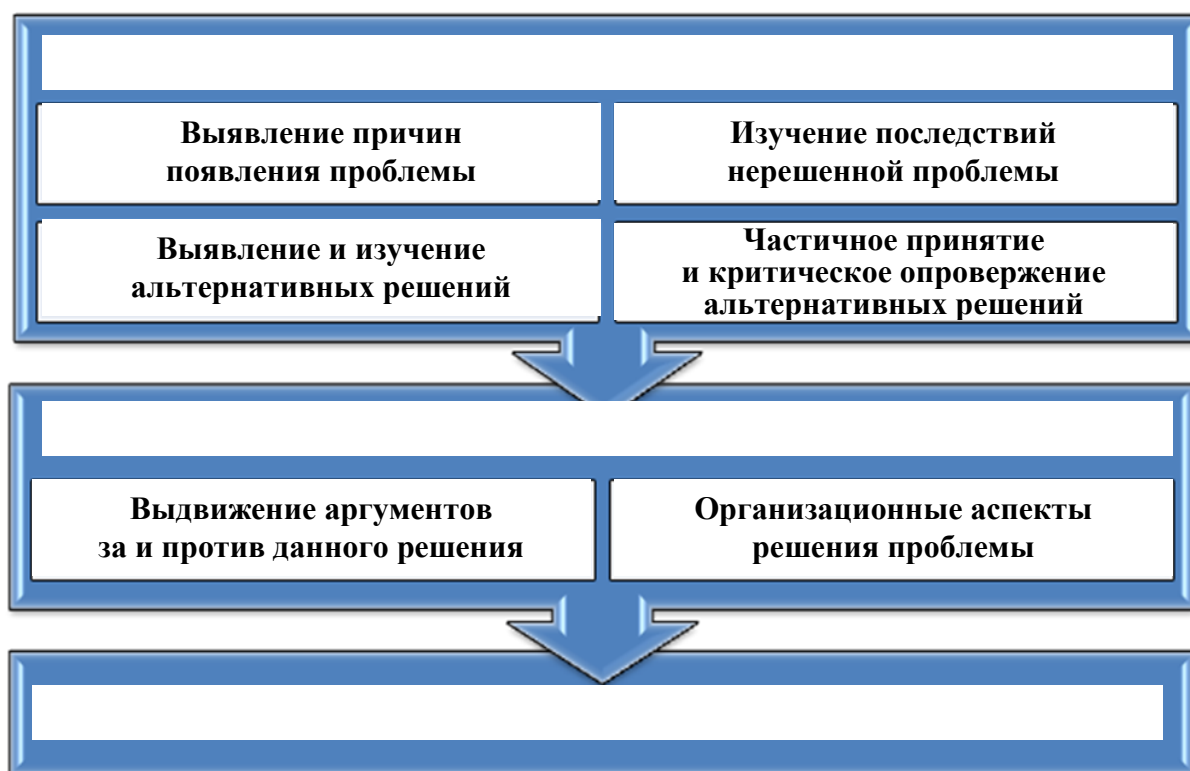 Выявление причин
появления проблемы
Изучение последствий
нерешенной проблемы
Выявление и изучение
альтернативных решений
Частичное принятие
и критическое опровержение
альтернативных решений
Выдвижение аргументов
за и против данного решения
Организационные аспекты
решения проблемы